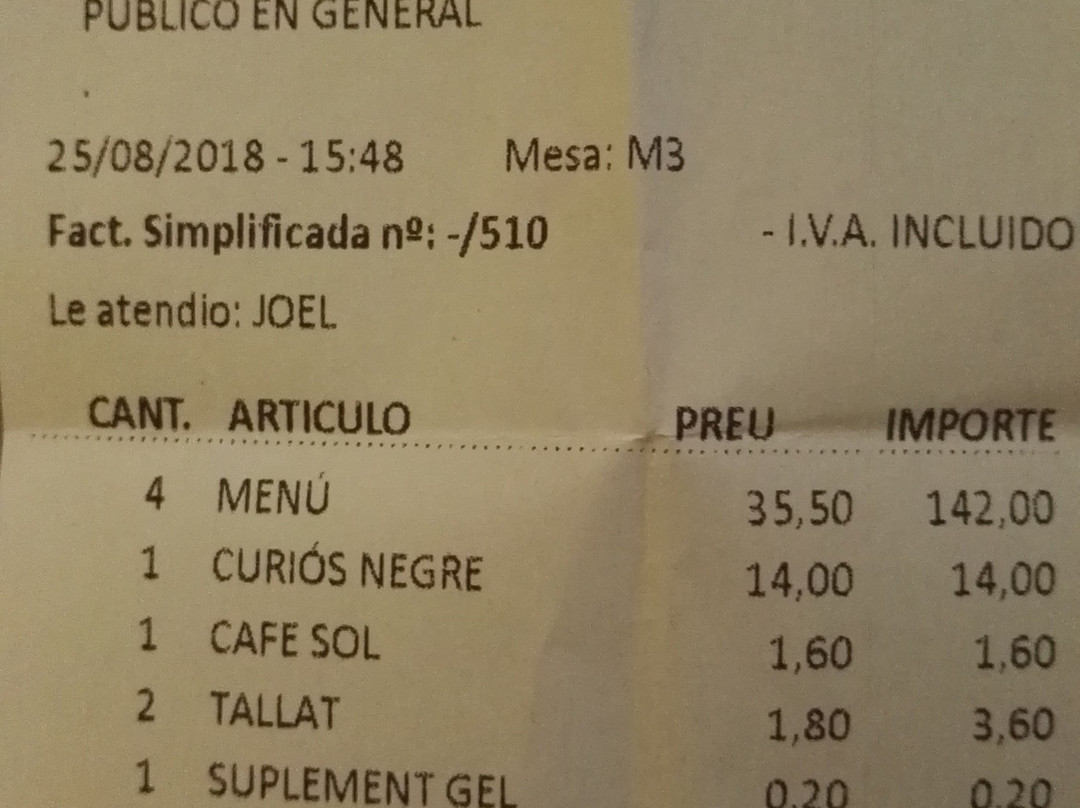 PUBLICO EN GENERAL
25/08/2018 - 15:48 Mesa: M3
Fact. Simplificada nº: -/510 - I.V.A. INCLUIDO
Le atendio: JOEL
CANT. ARTICULO PREU IMPORTE
4 MENÚ 35,50 142,00
1 CURIÓS NEGRE 14,00 14,00
1 CAFE SOL 1,60 1,60
2 TALLAT 1,80 3,60
1 SUPLEMENT GEL 0,20 0,20